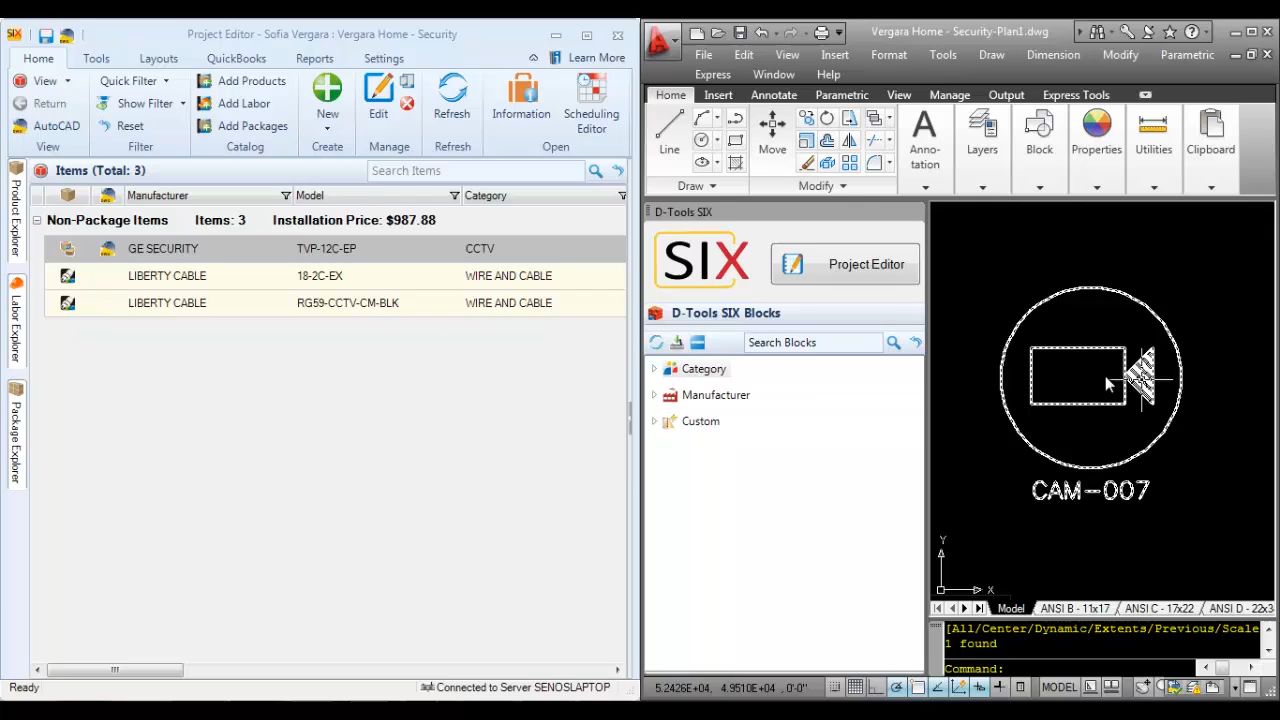 SIX
Project Editor - Sofia Vergara : Vergara Home - Security
Home
Tools
Layouts
QuickBooks
Reports
Settings
Learn More
View
Return
AutoCAD
View
Quick Filter
Show Filter
Reset
Filter
Add Products
Add Labor
Add Packages
Catalog
New
Create
Edit
Manage
Refresh
Refresh
Information
Scheduling
Editor
Open
Product Explorer
Labor Explorer
Package Explorer
Items (Total: 3)
Search Items
Manufacturer
Model
Category
Non-Package Items Items: 3 Installation Price: $987.88
GE SECURITY TVP-12C-EP CCTV
LIBERTY CABLE 18-2C-EX WIRE AND CABLE
LIBERTY CABLE RG59-CCTV-CM-BLK WIRE AND CABLE
Ready
Connected to Server SENOSLAPTOP
Vergara Home - Security-Plan1.dwg
File Edit View Insert Format Tools Draw Modify Parametric
Express Window Help
Home Insert Annotate Parametric View Manage Output Express Tools
Line
Draw
Move
Modify
A
Anno-
tation
Layers
Block
Properties
Utilities
Clipboard
D-Tools SIX
SIX
Project Editor
D-Tools SIX Blocks
Search Blocks
Category
Manufacturer
Custom
CAM-007
Y
X
Model ANSI B - 11x17 ANSI C - 17x22 ANSI D - 22x3
[All/Center/Dynamic/Extents/Previous/Scale
1 found
Command:
5.2426E+04, 4.9510E+04 , 0'-0"
MODEL